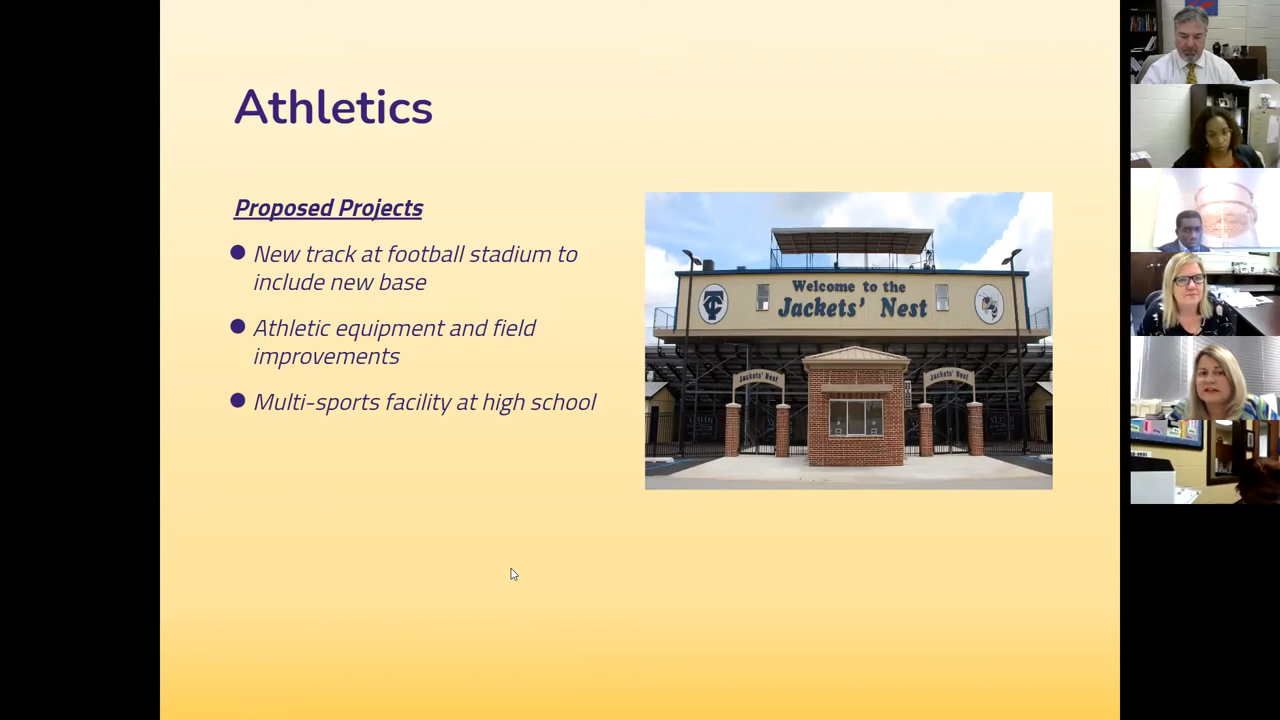 Athletics
Proposed Projects
New track at football stadium to
include new base
Athletic equipment and field
improvements
Multi-sports facility at high school
Welcome to the
Jackets' Nest
Jackets' Nest
Jackets' Nest